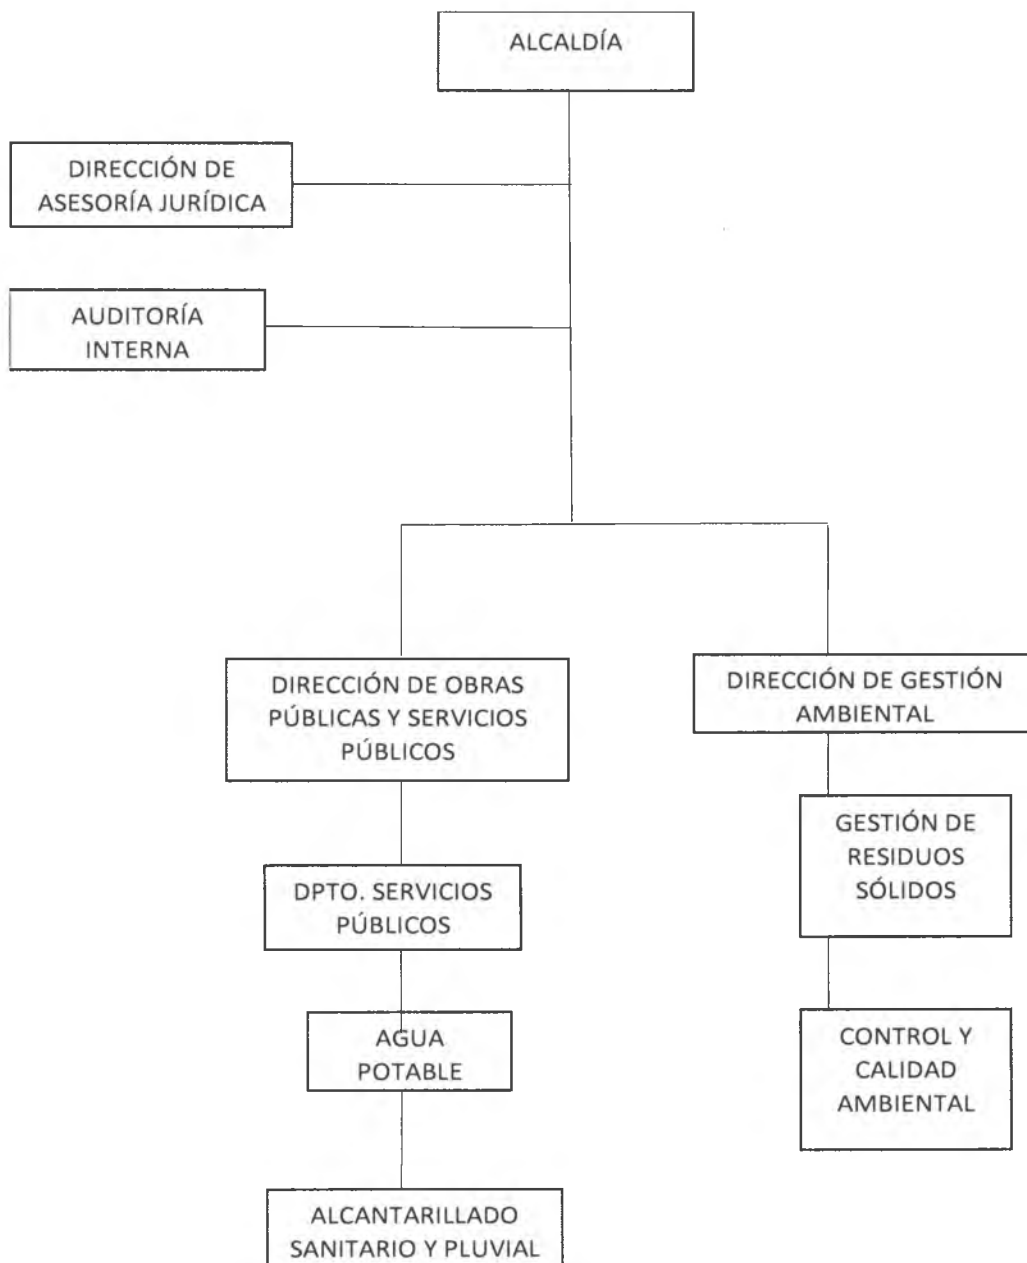 ALCALDÍA
DIRECCIÓN DE
ASESORÍA JURÍDICA
AUDITORÍA
INTERNA
DIRECCIÓN DE OBRAS
PÚBLICAS Y SERVICIOS
PÚBLICOS
DPTO. SERVICIOS
PÚBLICOS
AGUA
POTABLE
ALCANTARILLADO
SANITARIO Y PLUVIAL
DIRECCIÓN DE GESTIÓN
AMBIENTAL
GESTIÓN DE
RESIDUOS
SÓLIDOS
CONTROL Y
CALIDAD
AMBIENTAL